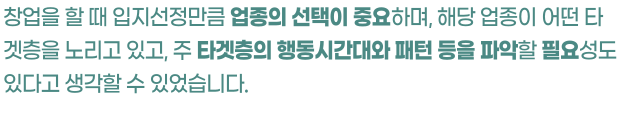 창업을 할 때 입지선정만큼 업종의 선택이 중요하며, 해당 업종이 어떤 타
겟층을 노리고 있고, 주 타겟층의 행동시간대와 패턴 등을 파악할 필요성도
있다고 생각할 수 있었습니다.